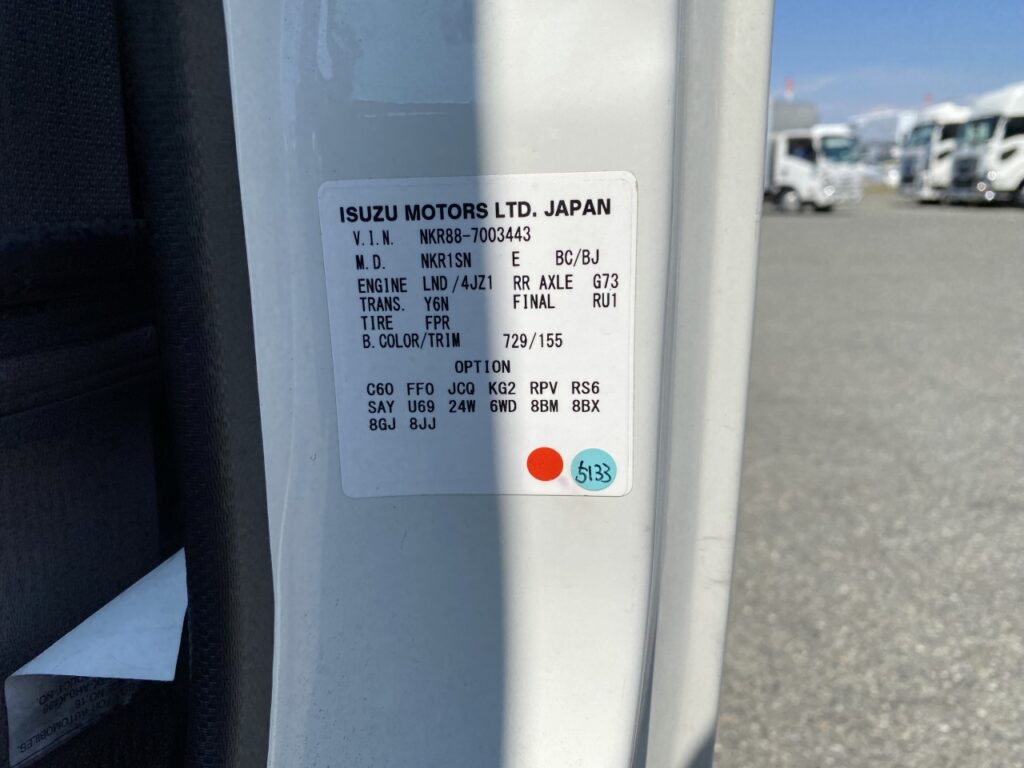 ISUZU MOTORS LTD. JAPAN
V.I.N. NKR88-7003443
M.D. NKR1SN E BC/BJ
ENGINE LND/4JZ1 RR AXLE G73
TRANS. Y6N FINAL RU1
TIRE FPR
B.COLOR/TRIM 729/155
OPTION
C60 FF0 JCQ KG2 RPV RS6
SAY U69 24W 6WD 8BM 8BX
8GJ 8JJ
5133
AUTOMOBILES.